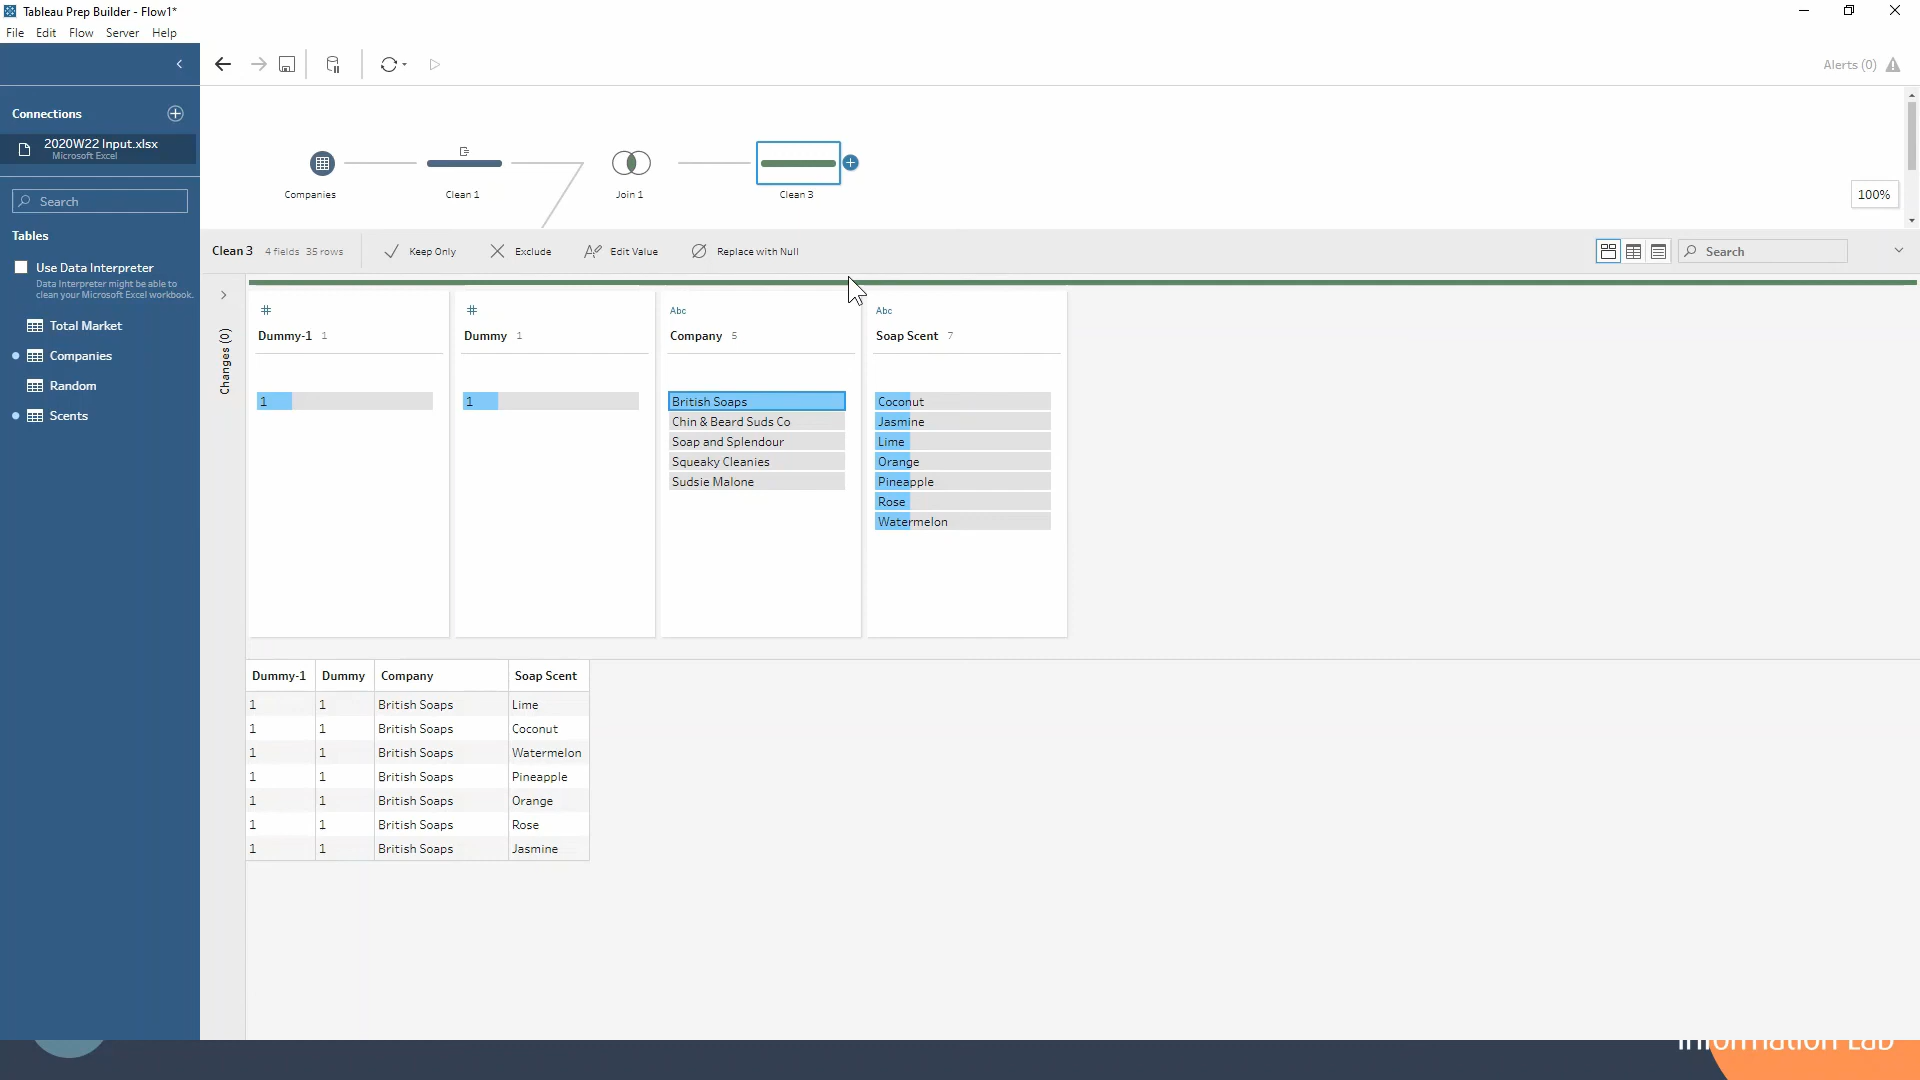 Tableau Prep Builder - Flow1*
File Edit Flow Server Help
Connections
2020W22 Input.xlsx
Microsoft Excel
Search
Tables
Use Data Interpreter
Data Interpreter might be able to
clean your Microsoft Excel workbook.
Total Market
Companies
Random
Scents
Alerts (0)
Companies
Clean 1
Join 1
Clean 3
100%
Clean 3 4 fields 35 rows Keep Only Exclude Edit Value Replace with Null Search
Changes (0)
# # Abc Abc
Dummy-1 1 Dummy 1 Company 5 Soap Scent 7
1
1
British Soaps
Chin & Beard Suds Co
Soap and Splendour
Squeaky Cleanies
Sudsie Malone
Coconut
Jasmine
Lime
Orange
Pineapple
Rose
Watermelon
Dummy-1 Dummy Company Soap Scent
1 1 British Soaps Lime
1 1 British Soaps Coconut
1 1 British Soaps Watermelon
1 1 British Soaps Pineapple
1 1 British Soaps Orange
1 1 British Soaps Rose
1 1 British Soaps Jasmine
Information Lab